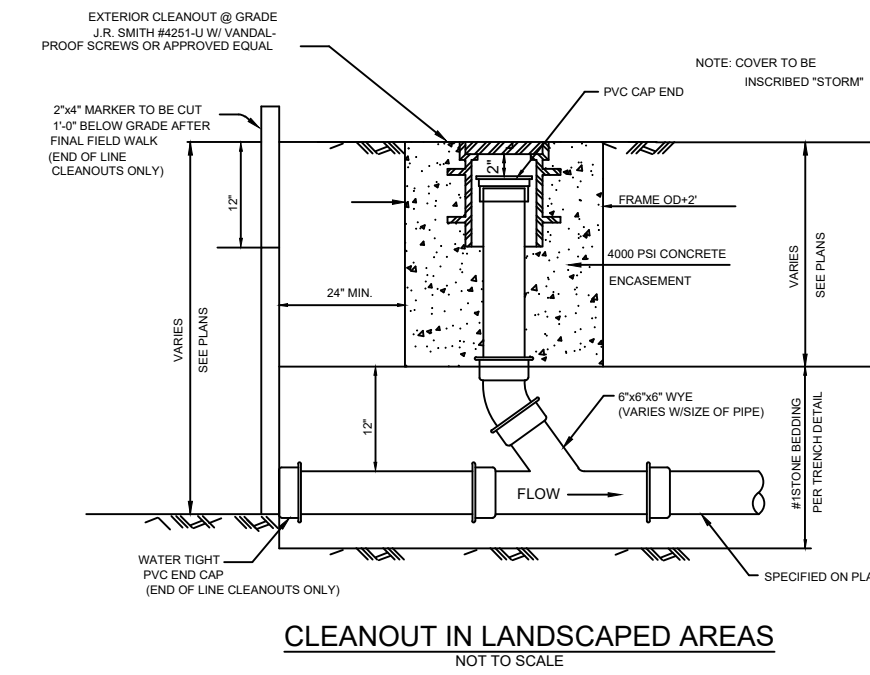 EXTERIOR CLEANOUT @ GRADE
J.R. SMITH #4251-U W/ VANDAL-
PROOF SCREWS OR APPROVED EQUAL
NOTE: COVER TO BE
INSCRIBED "STORM"
PVC CAP END
2"x4" MARKER TO BE CUT
1'-0" BELOW GRADE AFTER
FINAL FIELD WALK
(END OF LINE
CLEANOUTS ONLY)
2"
12"
FRAME OD+2'
4000 PSI CONCRETE
ENCASEMENT
VARIES
SEE PLANS
24" MIN.
VARIES
SEE PLANS
12"
6"x6"x6" WYE
(VARIES W/SIZE OF PIPE)
#1STONE BEDDING
PER TRENCH DETAIL
FLOW
WATER TIGHT
PVC END CAP
(END OF LINE CLEANOUTS ONLY)
SPECIFIED ON PLA
CLEANOUT IN LANDSCAPED AREAS
NOT TO SCALE